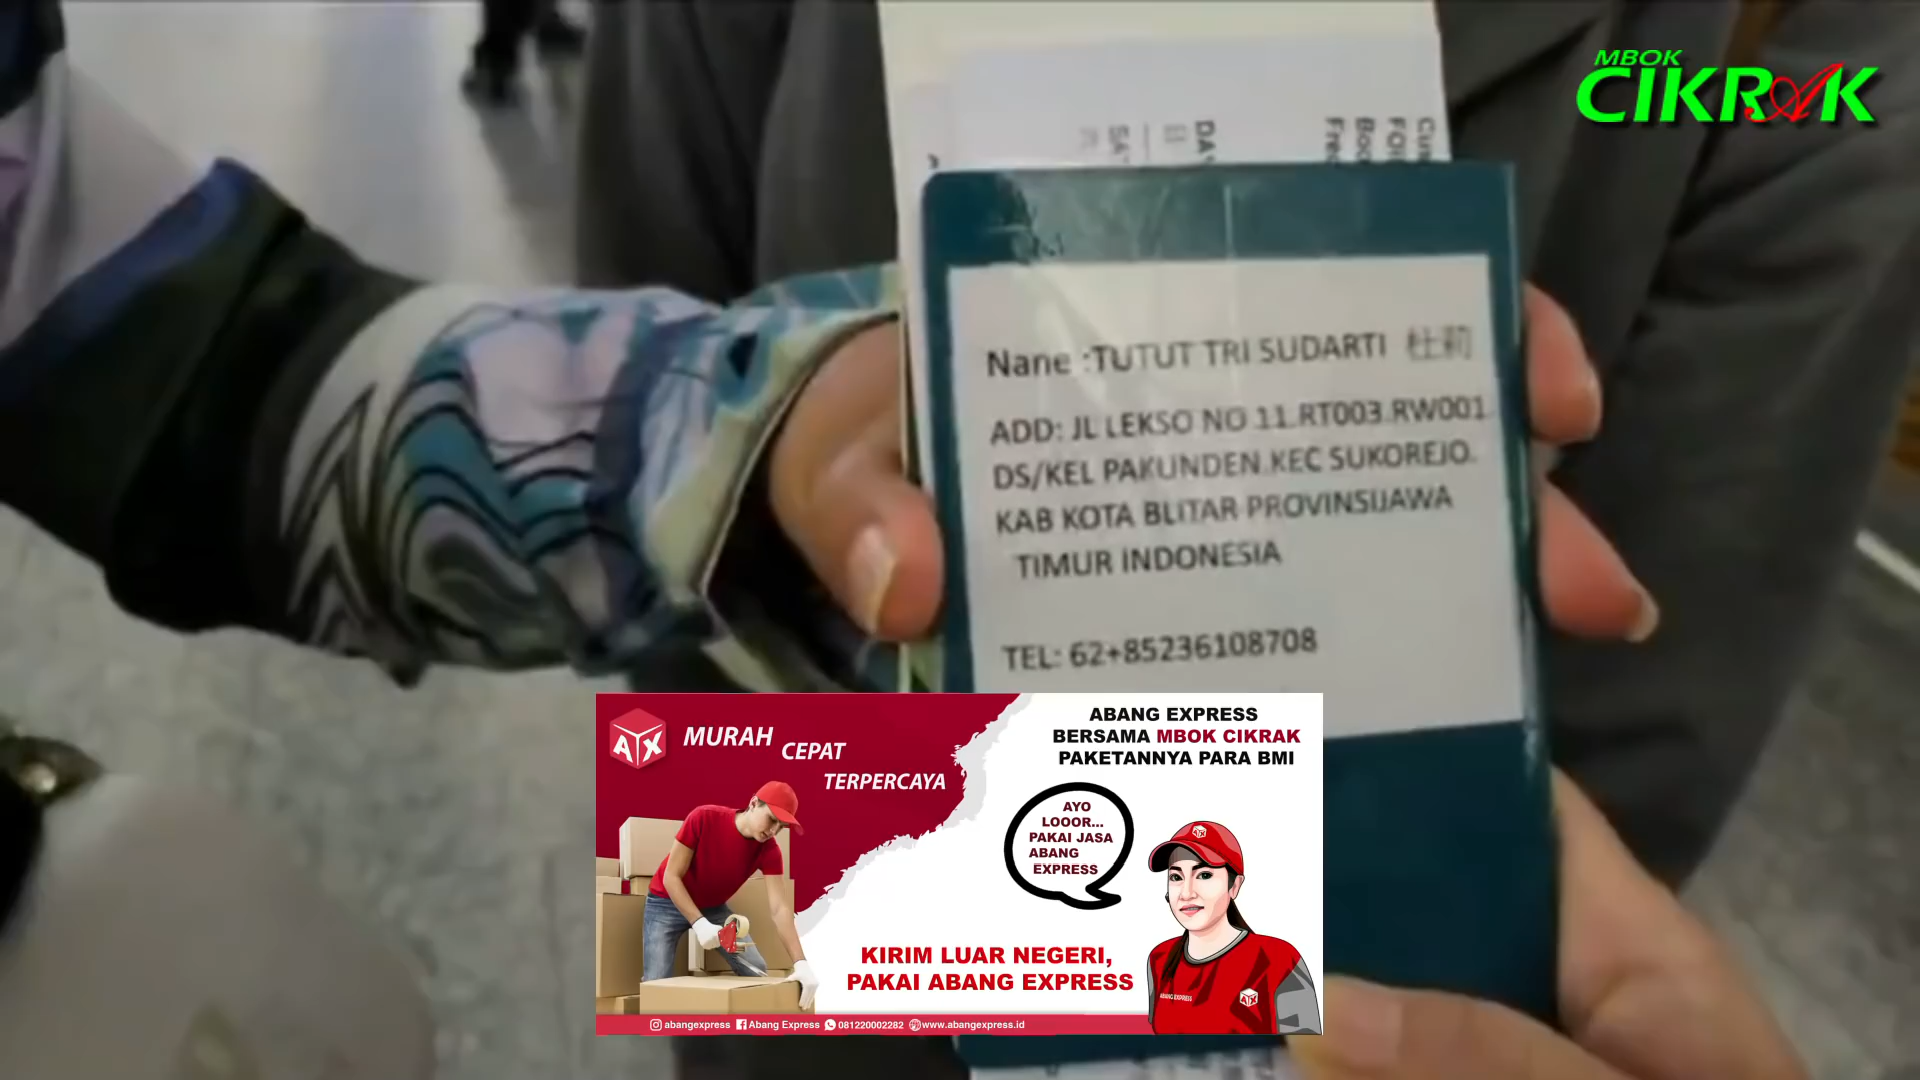 MBOK
CIKRAK
Nane :TUTUT TRI SUDARTI
ADD: JL LEKSO NO 11.RT003.RW001.
DS/KEL PAKUNDEN.KEC SUKOREJO.
KAB KOTA BLITAR PROVINSIJAWA
TIMUR INDONESIA
TEL: 62+85236108708
ATX
MURAH
CEPAT
TERPERCAYA
ABANG EXPRESS
BERSAMA MBOK CIKRAK
PAKETANNYA PARA BMI
AYO
LOOOR...
PAKAI JASA
ABANG
EXPRESS
KIRIM LUAR NEGERI,
PAKAI ABANG EXPRESS
ABANG EXPRESS
abangexpress Abang Express 081220002282 www.abangexpress.id